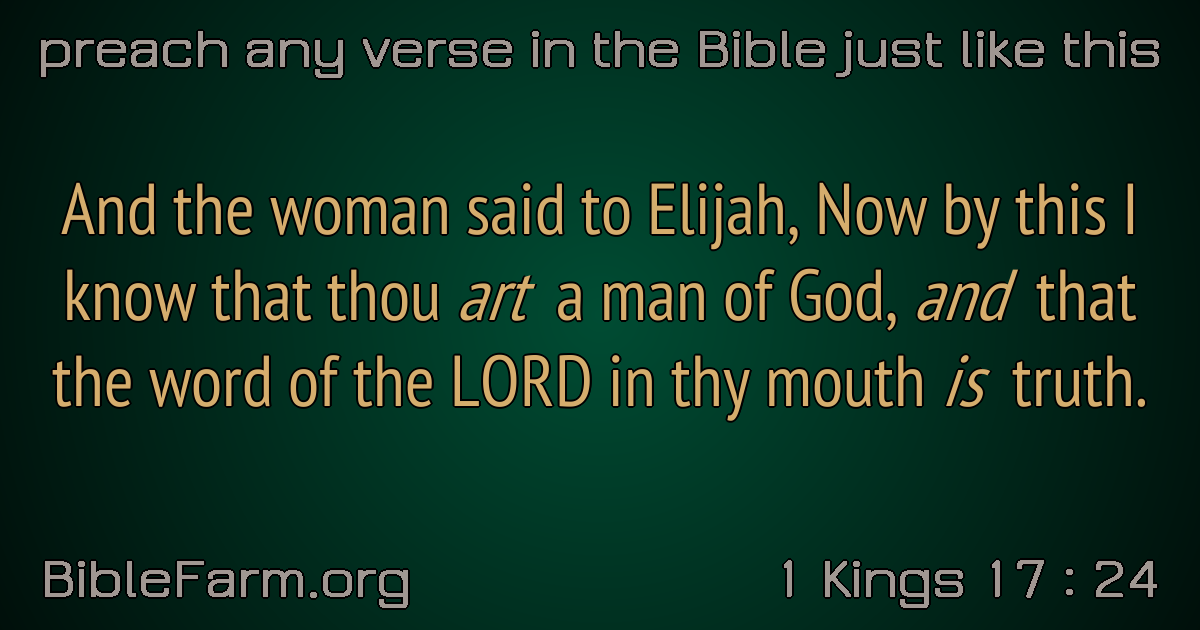 preach any verse in the Bible just like this
And the woman said to Elijah, Now by this I
know that thou art a man of God, and that
the word of the LORD in thy mouth is truth.
BibleFarm.org
1 Kings 17 : 24